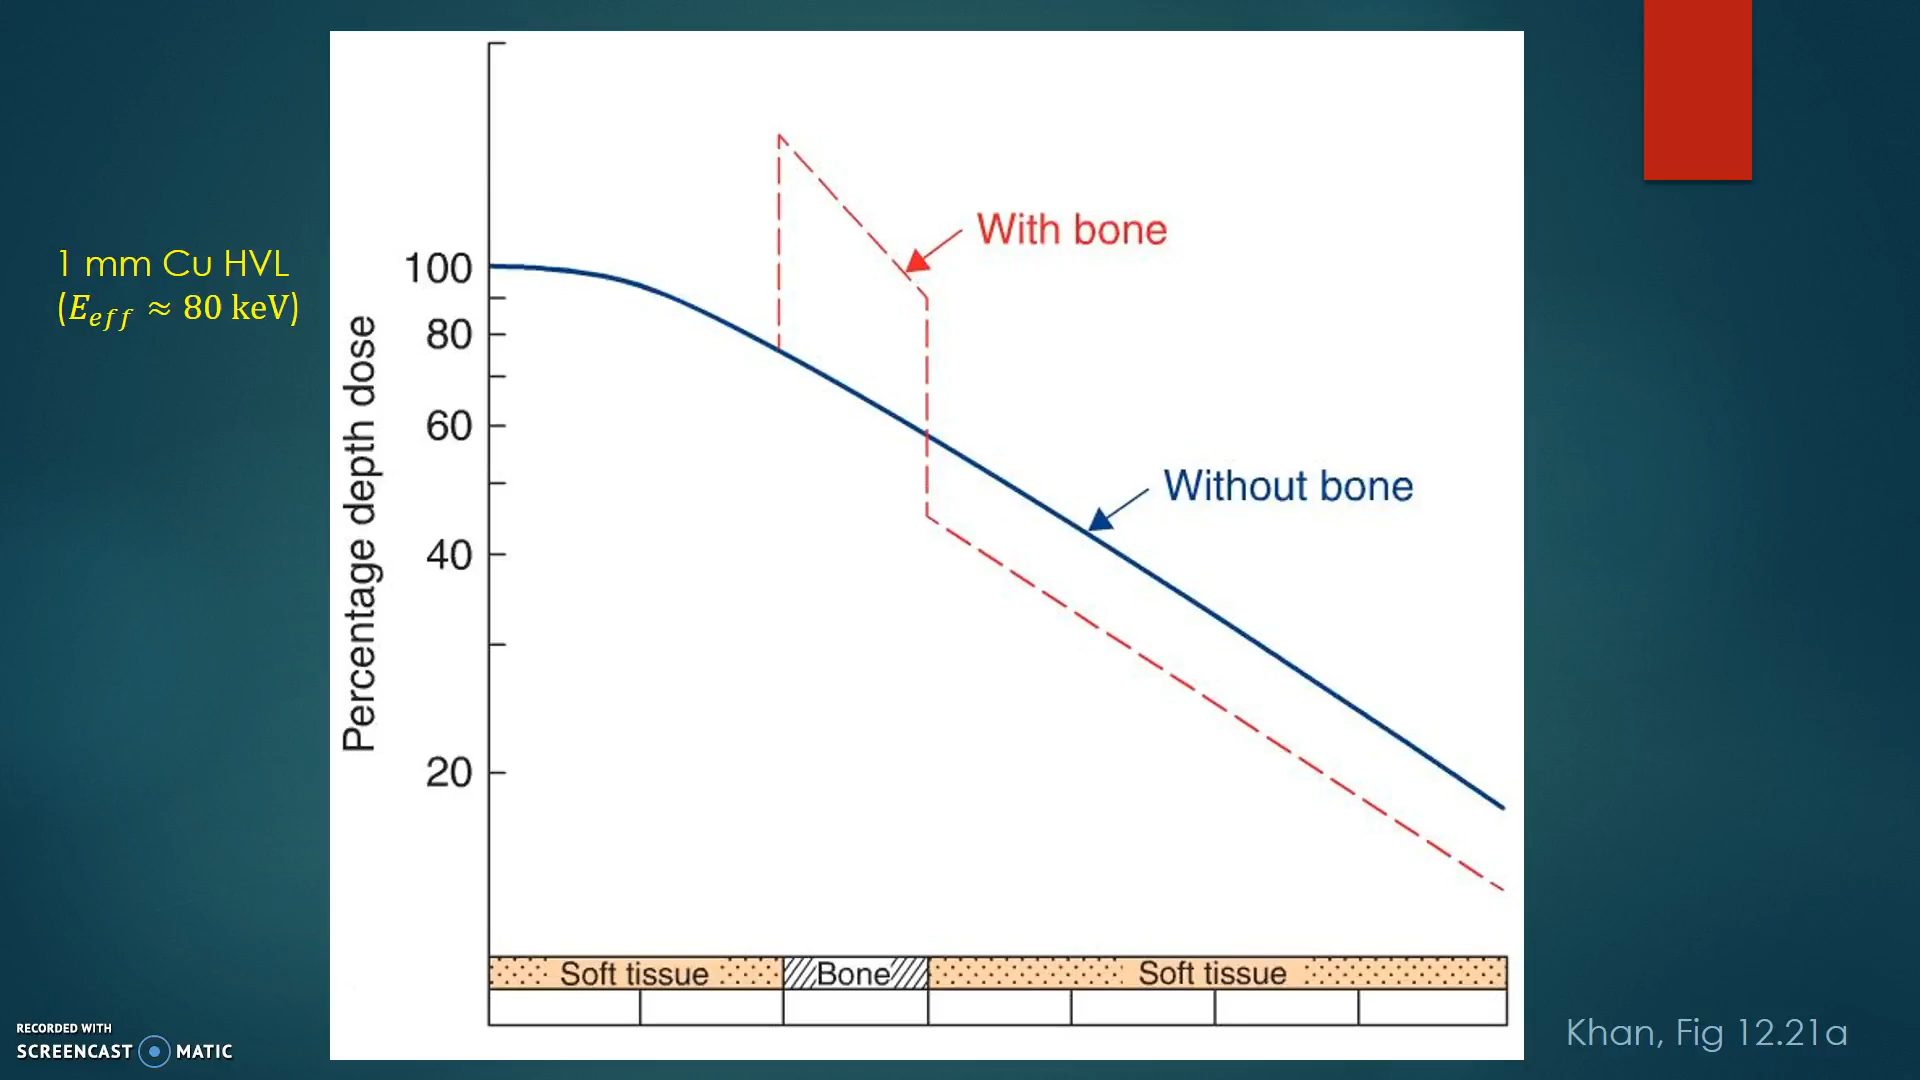 1 mm Cu HVL
(E_eff ≈ 80 keV)
With bone
Without bone
Percentage depth dose
100
80
60
40
20
Soft tissue
Bone
Soft tissue
RECORDED WITH
SCREENCAST MATIC
Khan, Fig 12.21a